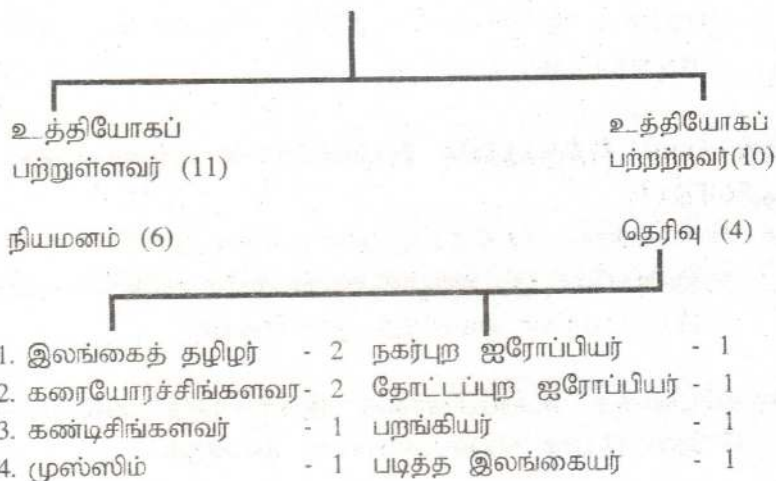 உத்தியோகப் உத்தியோகப்
பற்றுள்ளவர் (11) பற்றற்றவர்(10)
நியமனம் (6) தெரிவு (4)
1. இலங்கைத் தழிழர் - 2 நகர்புற ஐரோப்பியர் - 1
2. கரையோரச்சிங்களவர- 2 தோட்டப்புற ஐரோப்பியர் - 1
3. கண்டிசிங்களவர் - 1 பறங்கியர் - 1
4. முஸ்ஸிம் - 1 படித்த இலங்கையர் - 1